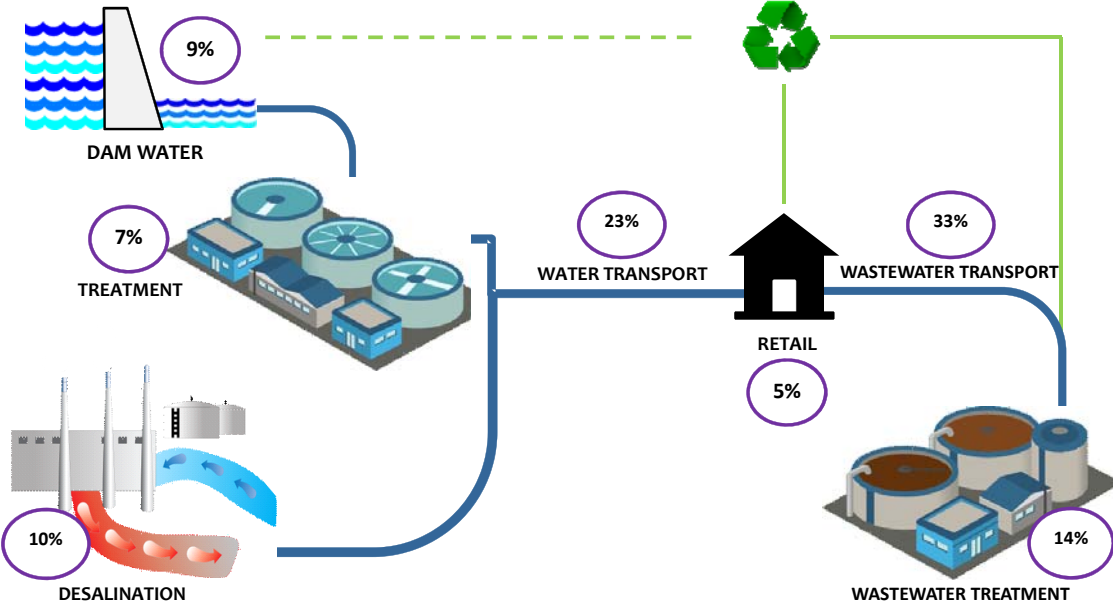 9%
DAM WATER
7%
TREATMENT
23%
WATER TRANSPORT
33%
WASTEWATER TRANSPORT
RETAIL
5%
10%
DESALINATION
14%
WASTEWATER TREATMENT